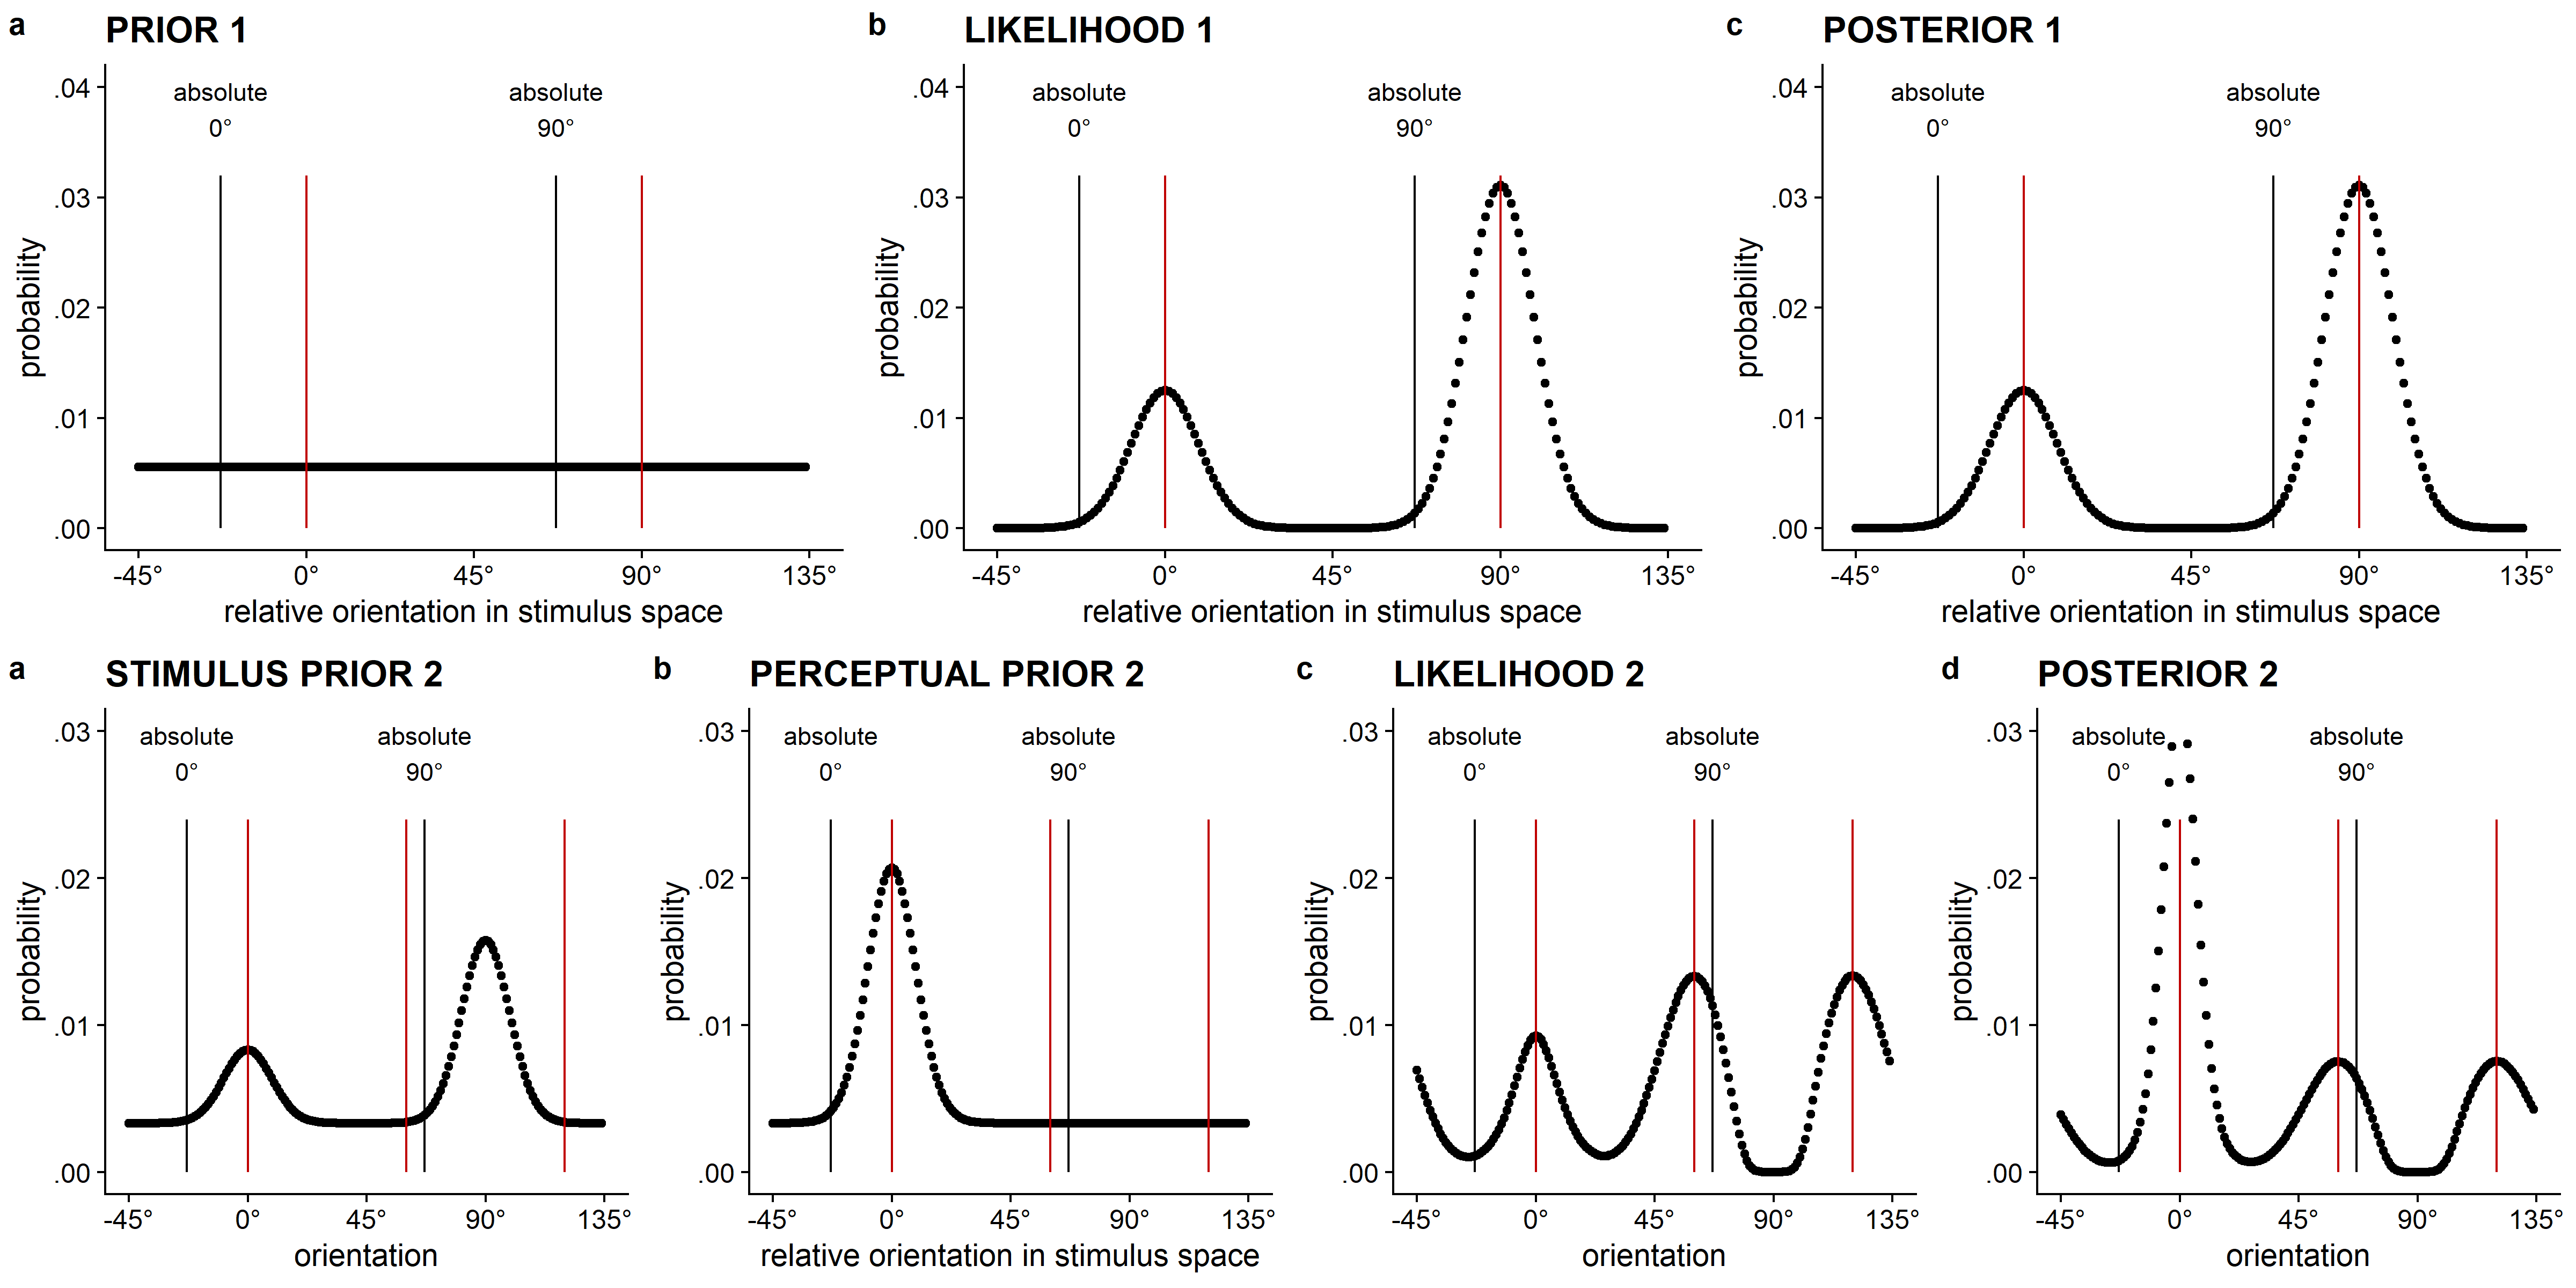 a PRIOR 1
absolute absolute
0° 90°
.04
.03
.02
.01
.00
probability
-45° 0° 45° 90° 135°
relative orientation in stimulus space
b LIKELIHOOD 1
absolute absolute
0° 90°
.04
.03
.02
.01
.00
probability
-45° 0° 45° 90° 135°
relative orientation in stimulus space
c POSTERIOR 1
absolute absolute
0° 90°
.04
.03
.02
.01
.00
probability
-45° 0° 45° 90° 135°
relative orientation in stimulus space
a STIMULUS PRIOR 2
absolute absolute
0° 90°
.03
.02
.01
.00
probability
-45° 0° 45° 90° 135°
orientation
b PERCEPTUAL PRIOR 2
absolute absolute
0° 90°
.03
.02
.01
.00
probability
-45° 0° 45° 90° 135°
relative orientation in stimulus space
c LIKELIHOOD 2
absolute absolute
0° 90°
.03
.02
.01
.00
probability
-45° 0° 45° 90° 135°
orientation
d POSTERIOR 2
absolute absolute
0° 90°
.03
.02
.01
.00
probability
-45° 0° 45° 90° 135°
orientation